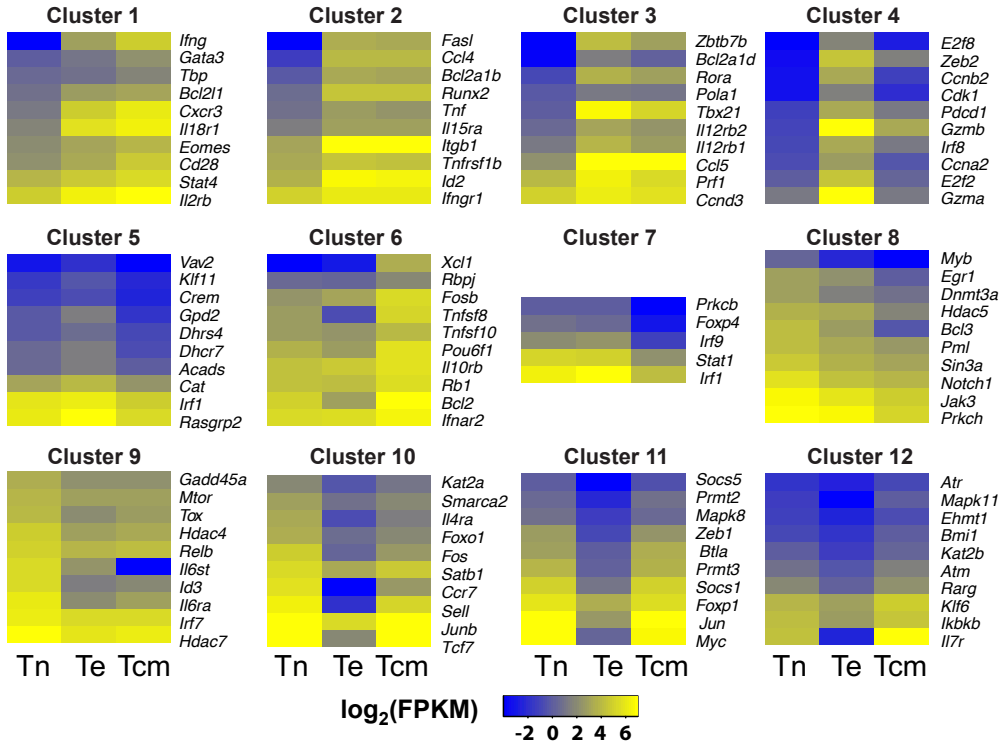 Cluster 1
Ifng
Gata3
Tbp
Bcl2l1
Cxcr3
Il18r1
Eomes
Cd28
Stat4
Il2rb
Cluster 2
Fasl
Ccl4
Bcl2a1b
Runx2
Tnf
Il15ra
Itgb1
Tnfrsf1b
Id2
Ifngr1
Cluster 3
Zbtb7b
Bcl2a1d
Rora
Pola1
Tbx21
Il12rb2
Il12rb1
Ccl5
Prf1
Ccnd3
Cluster 4
E2f8
Zeb2
Ccnb2
Cdk1
Pdcd1
Gzmb
Irf8
Ccna2
E2f2
Gzma
Cluster 5
Vav2
Klf11
Crem
Gpd2
Dhrs4
Dhcr7
Acads
Cat
Irf1
Rasgrp2
Cluster 6
Xcl1
Rbpj
Fosb
Tnfsf8
Tnfsf10
Pou6f1
Il10rb
Rb1
Bcl2
Ifnar2
Cluster 7
Prkcb
Foxp4
Irf9
Stat1
Irf1
Cluster 8
Myb
Egr1
Dnmt3a
Hdac5
Bcl3
Pml
Sin3a
Notch1
Jak3
Prkch
Cluster 9
Gadd45a
Mtor
Tox
Hdac4
Relb
Il6st
Id3
Il6ra
Irf7
Hdac7
Cluster 10
Kat2a
Smarca2
Il4ra
Foxo1
Fos
Satb1
Ccr7
Sell
Junb
Tcf7
Cluster 11
Socs5
Prmt2
Mapk8
Zeb1
Btla
Prmt3
Socs1
Foxp1
Jun
Myc
Cluster 12
Atr
Mapk11
Ehmt1
Bmi1
Kat2b
Atm
Rarg
Klf6
Ikbkb
Il7r
Tn Te Tcm
Tn Te Tcm
Tn Te Tcm
Tn Te Tcm
log2(FPKM)
-2 0 2 4 6